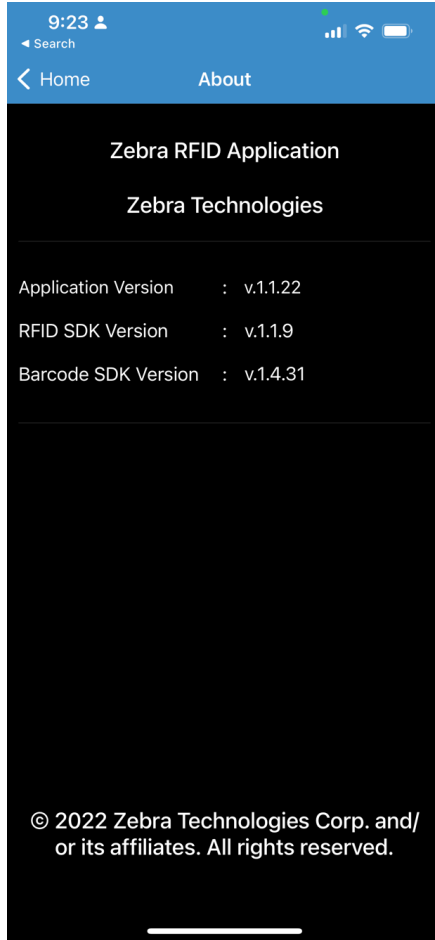 9:23
◀ Search
Home
About
Zebra RFID Application
Zebra Technologies
Application Version : v.1.1.22
RFID SDK Version : v.1.1.9
Barcode SDK Version : v.1.4.31
© 2022 Zebra Technologies Corp. and/
or its affiliates. All rights reserved.